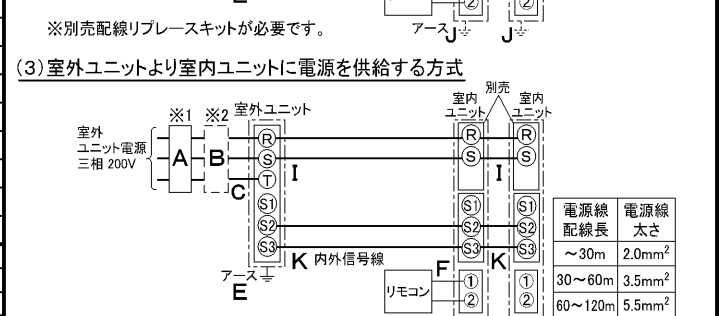 E
②
②
※別売配線リプレースキットが必要です。
アース
J
J
(3)室外ユニットより室内ユニットに電源を供給する方式
※1 ※2 室外ユニット
室内
ユニット
別売
室内
ユニット
室外
ユニット電源
三相 200V
A
B
C
R
S
T
S1
S2
S3
I
R
S
S1
S2
S3
I
R
S
S1
S2
S3
K 内外信号線
K
アース
E
F
リモコン
①
②
①
②
電源線
配線長
電源線
太さ
～30m 2.0mm²
30～60m 3.5mm²
60～120m 5.5mm²